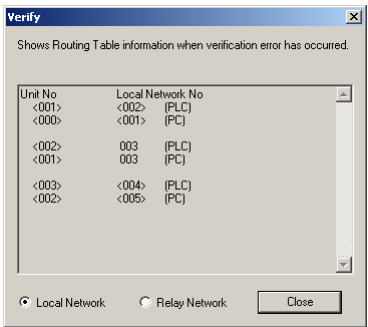 Verify
Shows Routing Table information when verification error has occurred.
Unit No Local Network No
<001> <002> (PLC)
<000> <001> (PC)
<002> 003 (PLC)
<001> 003 (PC)
<003> <004> (PLC)
<002> <005> (PC)
Local Network Relay Network Close